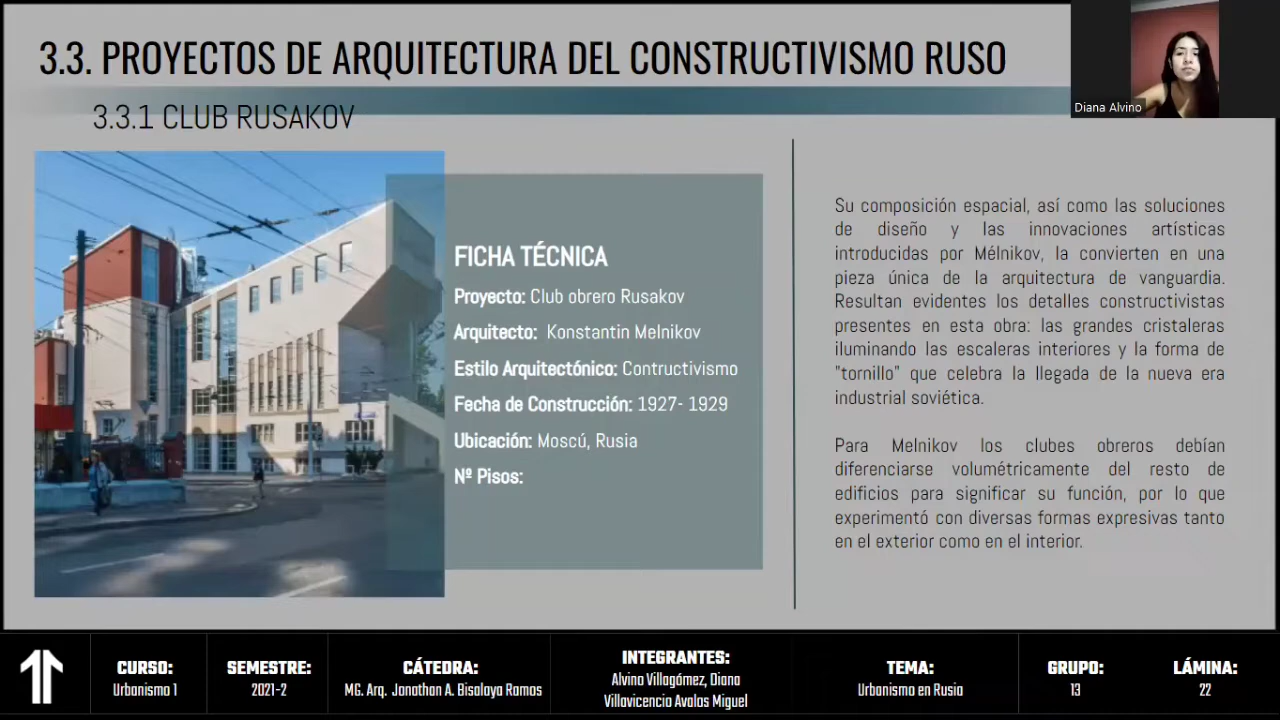 3.3. PROYECTOS DE ARQUITECTURA DEL CONSTRUCTIVISMO RUSO
Diana Alvino
3.3.1 CLUB RUSAKOV
FICHA TÉCNICA
Proyecto: Club obrero Rusakov
Arquitecto: Konstantin Melnikov
Estilo Arquitectónico: Contructivismo
Fecha de Construcción: 1927- 1929
Ubicación: Moscú, Rusia
Nº Pisos:
Su composición espacial, así como las soluciones
de diseño y las innovaciones artísticas
introducidas por Mélnikov, la convierten en una
pieza única de la arquitectura de vanguardia.
Resultan evidentes los detalles constructivistas
presentes en esta obra: las grandes cristaleras
iluminando las escaleras interiores y la forma de
"tornillo" que celebra la llegada de la nueva era
industrial soviética.
Para Melnikov los clubes obreros debían
diferenciarse volumétricamente del resto de
edificios para significar su función, por lo que
experimentó con diversas formas expresivas tanto
en el exterior como en el interior.
CURSO:
Urbanismo 1
SEMESTRE:
2021-2
CÁTEDRA:
MG. Arq. Jonathan A. Bisalaya Ramos
INTEGRANTES:
Alvino Villagómez, Diana
Villavicencio Avalos Miguel
TEMA:
Urbanismo en Rusia
GRUPO:
13
LÁMINA:
22